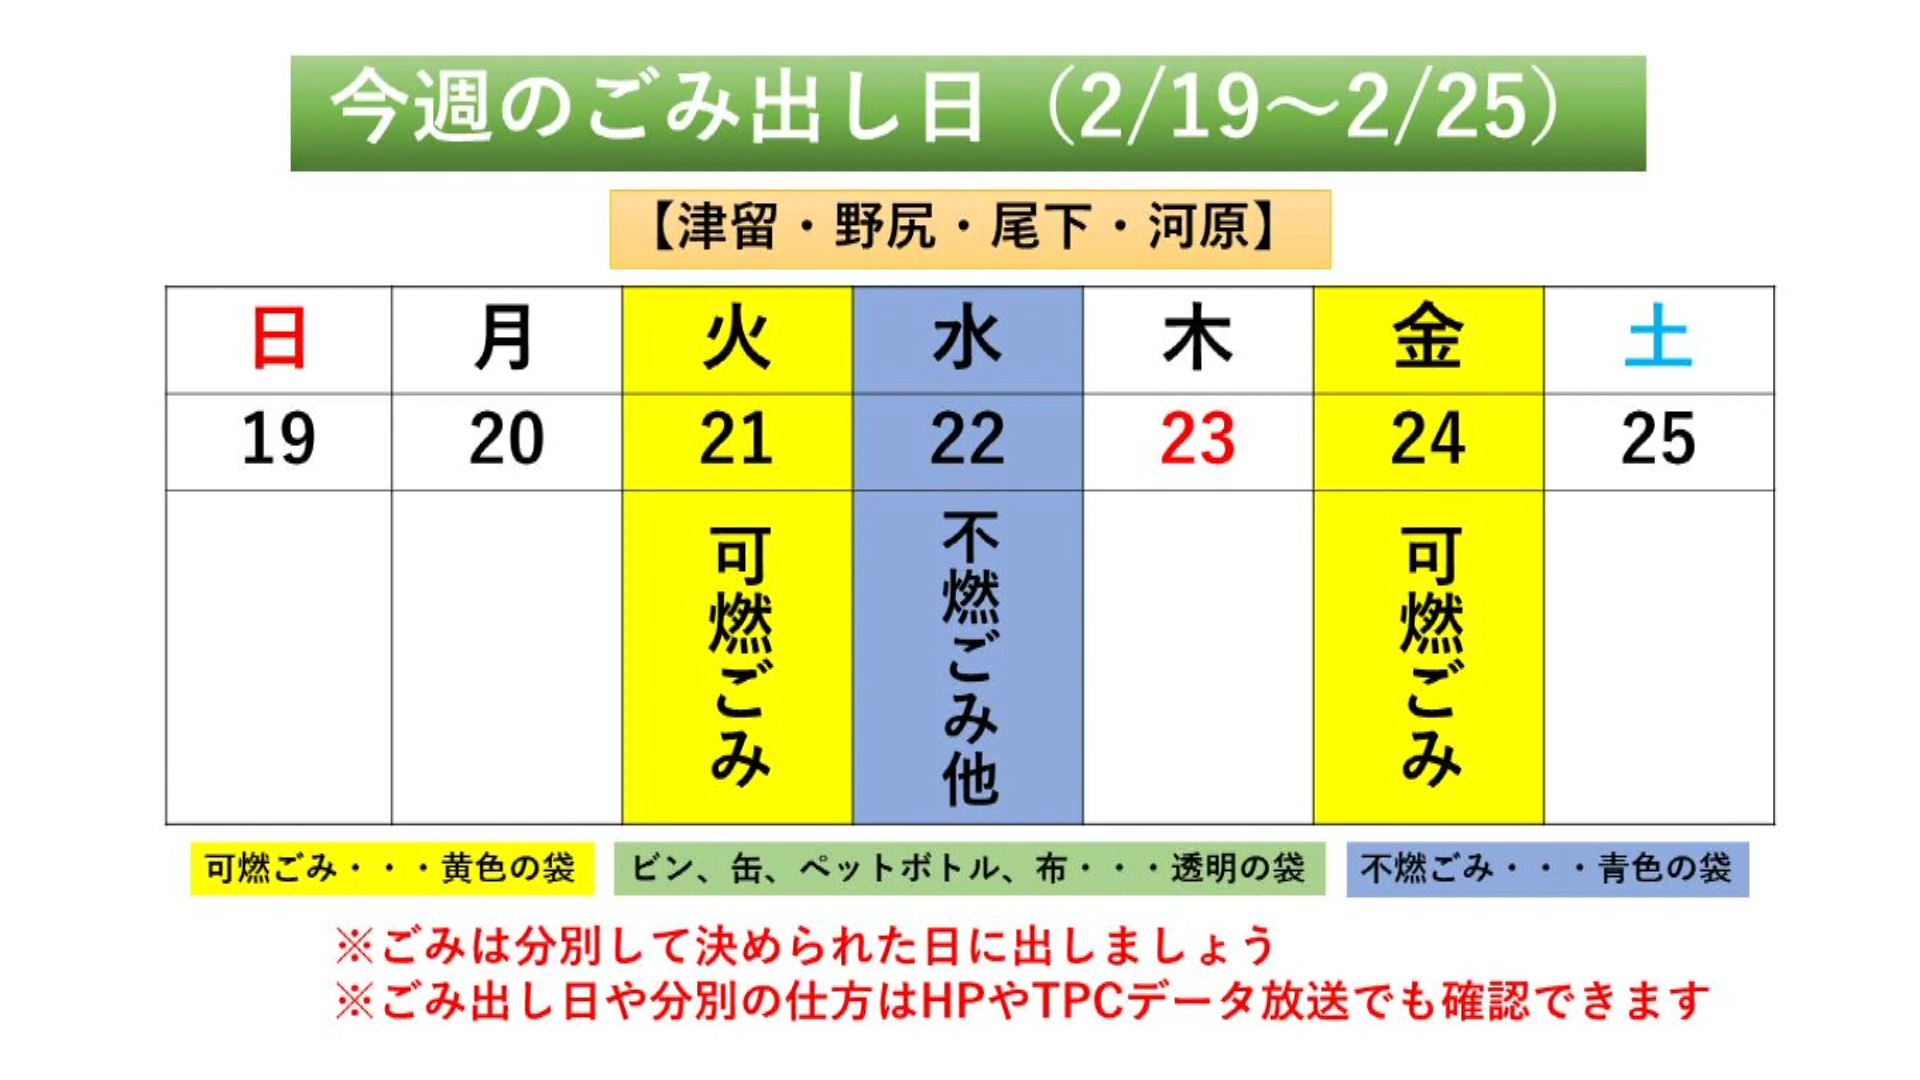 今週のごみ出し日（2/19～2/25）
【津留・野尻・尾下・河原】
日 月 火 水 木 金 土
19 20 21 22 23 24 25
可燃ごみ
不燃ごみ他
可燃ごみ
可燃ごみ・・・黄色の袋
ビン、缶、ペットボトル、布・・・透明の袋
不燃ごみ・・・青色の袋
※ごみは分別して決められた日に出しましょう
※ごみ出し日や分別の仕方はHPやTPCデータ放送でも確認できます